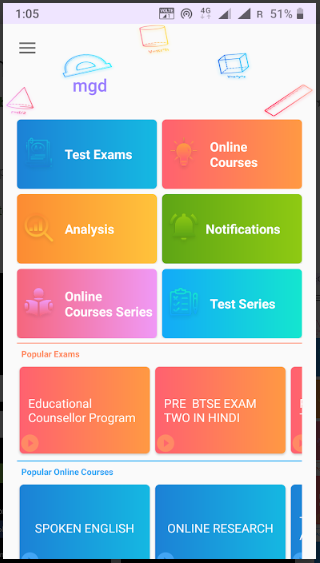 1:05
4G
R 51%
mgd
Test Exams
Online
Courses
Analysis
Notifications
Online
Courses Series
Test Series
Popular Exams
Educational
Counsellor Program
PRE BTSE EXAM
TWO IN HINDI
Popular Online Courses
SPOKEN ENGLISH
ONLINE RESEARCH